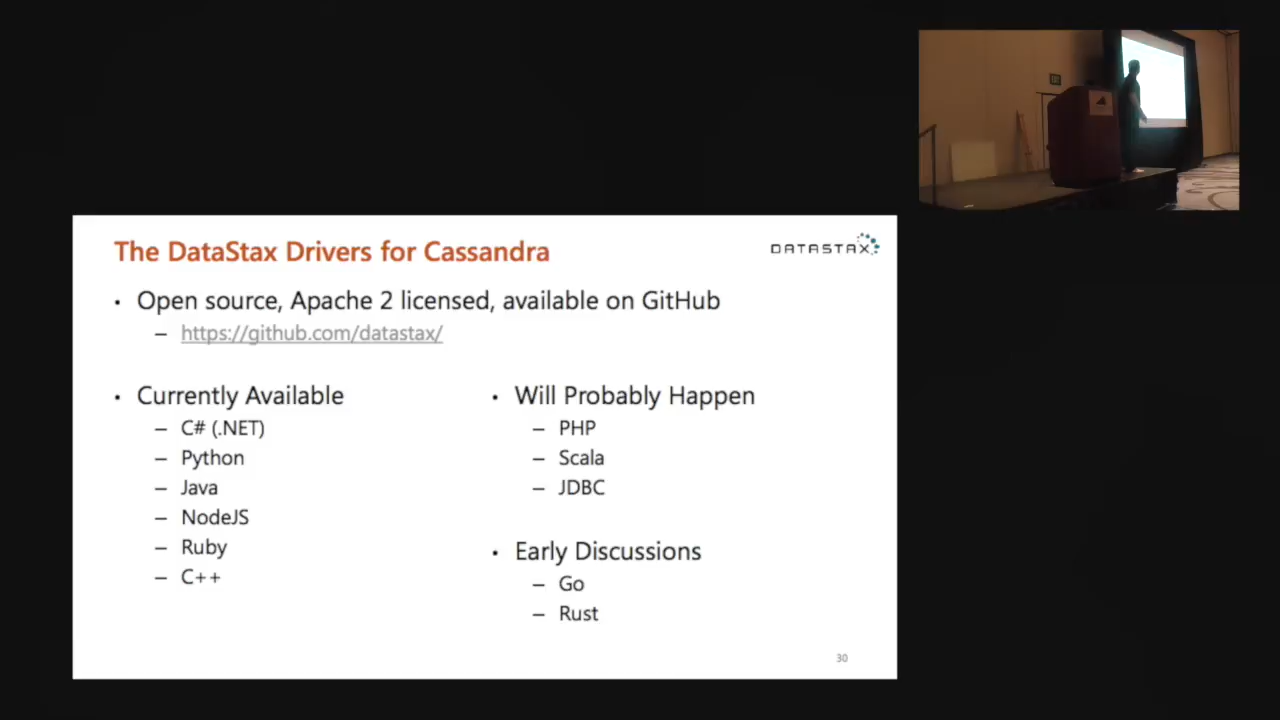 The DataStax Drivers for Cassandra
DATASTAX
• Open source, Apache 2 licensed, available on GitHub
– https://github.com/datastax/
• Currently Available
– C# (.NET)
– Python
– Java
– NodeJS
– Ruby
– C++
• Will Probably Happen
– PHP
– Scala
– JDBC
• Early Discussions
– Go
– Rust
30